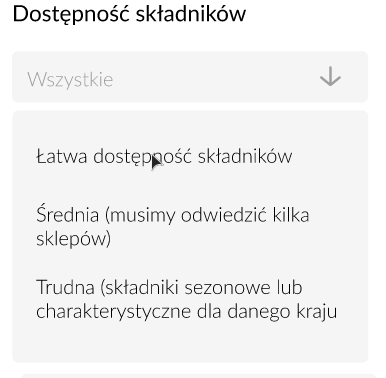 Dostępność składników
Wszystkie
Łatwa dostępność składników
Średnia (musimy odwiedzić kilka
sklepów)
Trudna (składniki sezonowe lub
charakterystyczne dla danego kraju